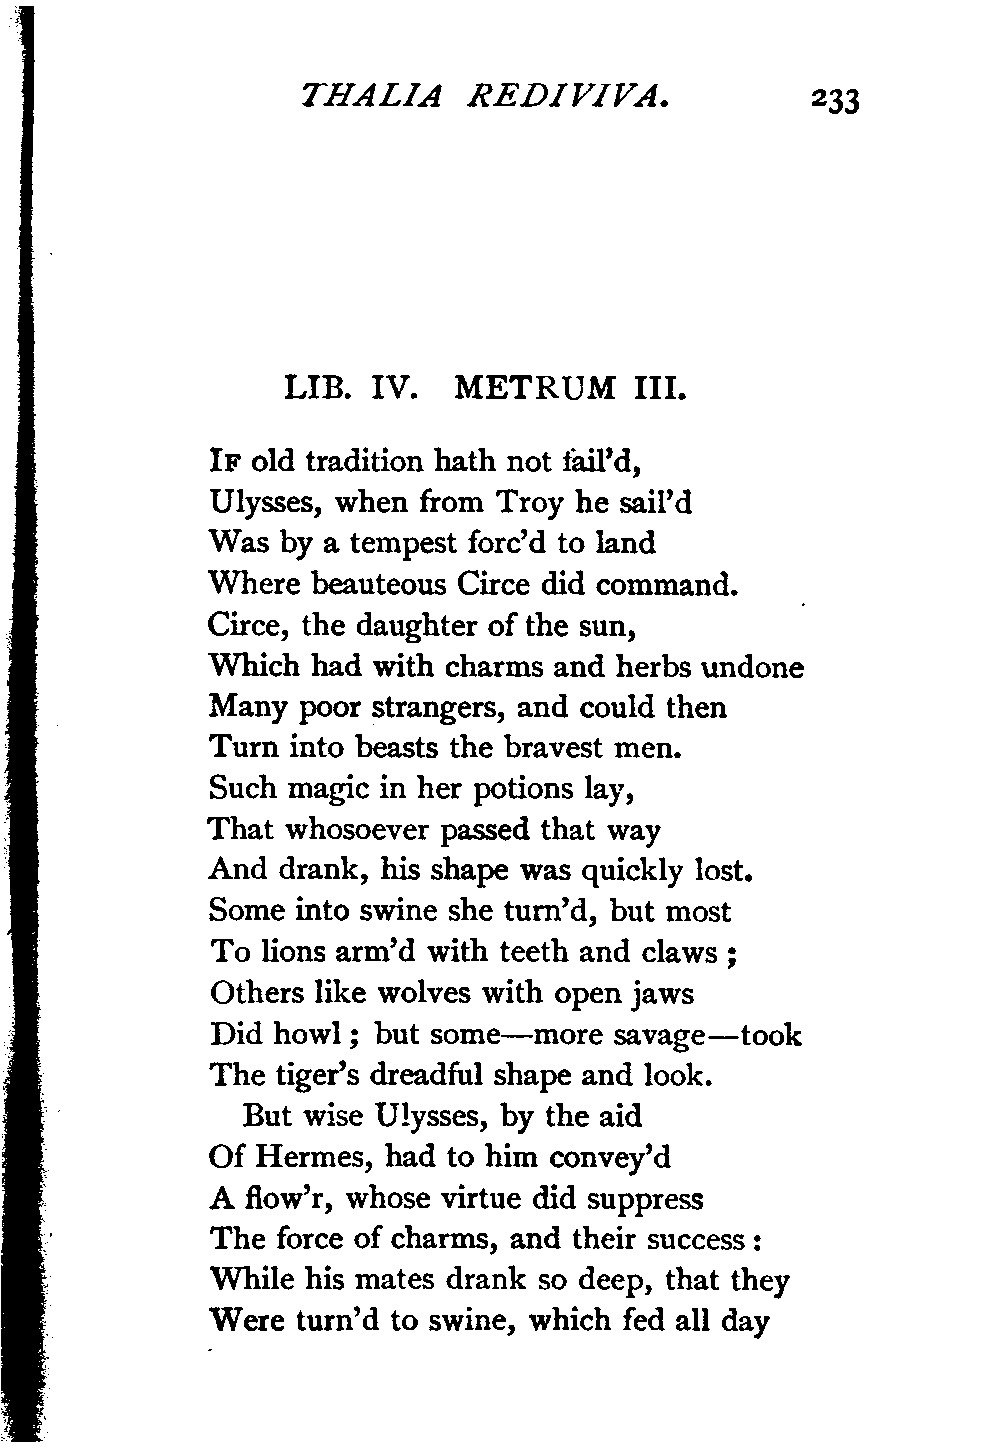 THALIA REDIVIVA. 233
LIB. IV. METRUM III.
IF old tradition hath not fail'd,
Ulysses, when from Troy he sail'd
Was by a tempest forc'd to land
Where beauteous Circe did command.
Circe, the daughter of the sun,
Which had with charms and herbs undone
Many poor strangers, and could then
Turn into beasts the bravest men.
Such magic in her potions lay,
That whosoever passed that way
And drank, his shape was quickly lost.
Some into swine she turn'd, but most
To lions arm'd with teeth and claws ;
Others like wolves with open jaws
Did howl ; but some—more savage—took
The tiger's dreadful shape and look.
But wise Ulysses, by the aid
Of Hermes, had to him convey'd
A flow'r, whose virtue did suppress
The force of charms, and their success :
While his mates drank so deep, that they
Were turn'd to swine, which fed all day